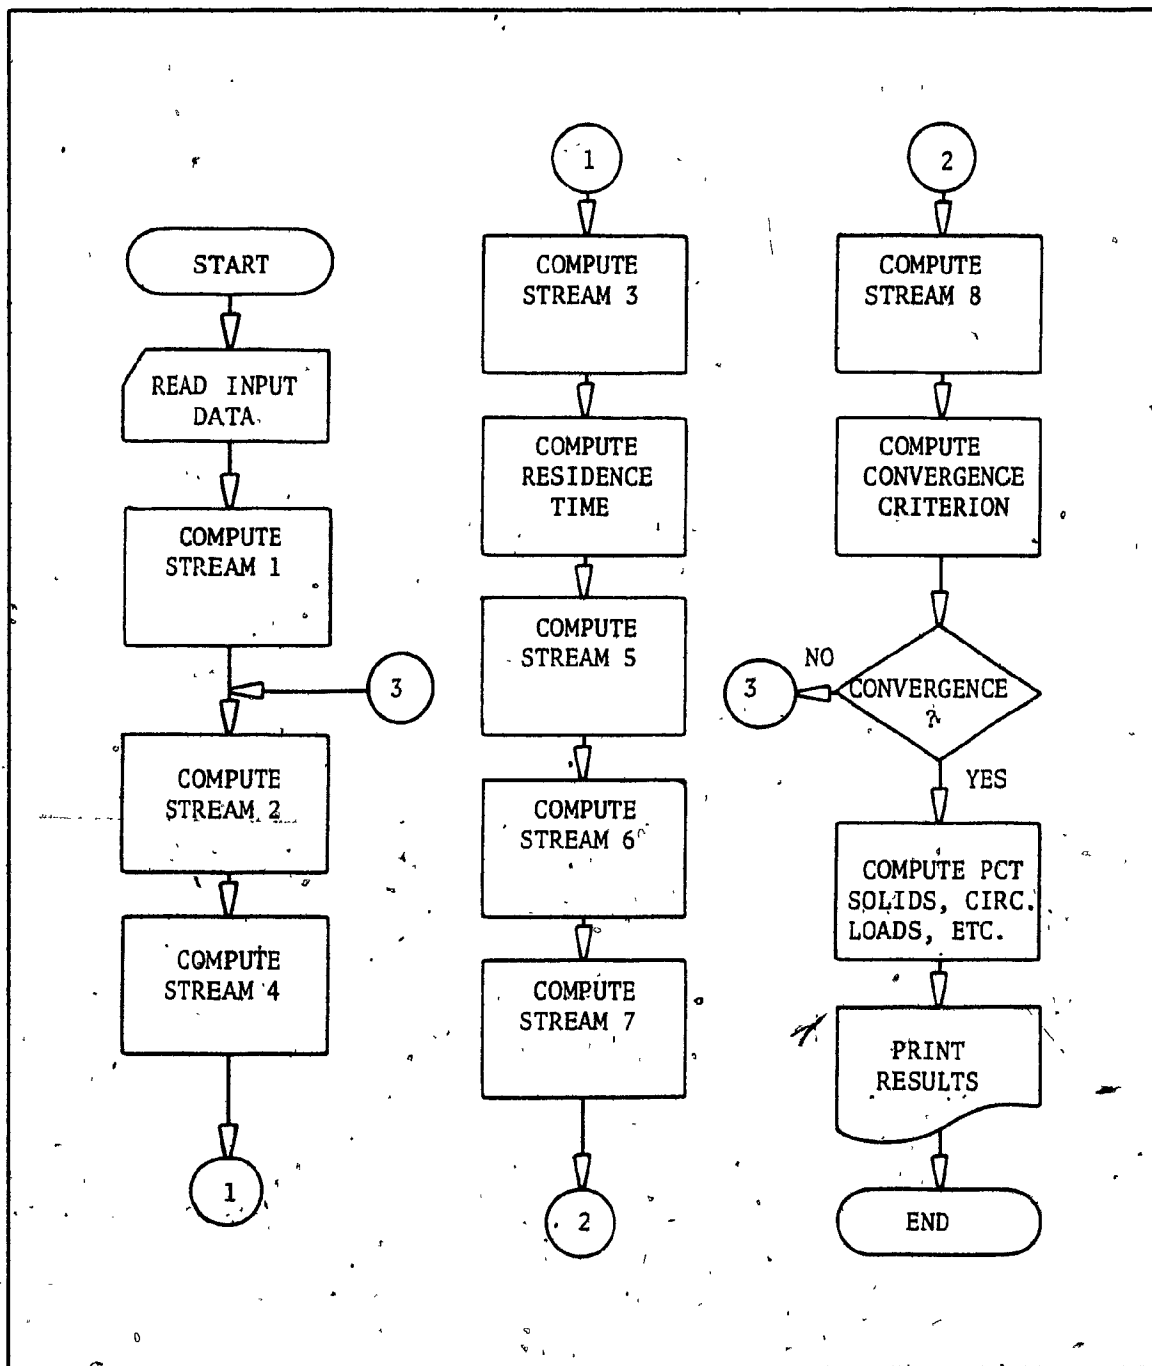 START
READ INPUT
DATA
COMPUTE
STREAM 1
3
COMPUTE
STREAM 2
COMPUTE
STREAM 4
1
1
COMPUTE
STREAM 3
COMPUTE
RESIDENCE
TIME
COMPUTE
STREAM 5
COMPUTE
STREAM 6
COMPUTE
STREAM 7
2
2
COMPUTE
STREAM 8
COMPUTE
CONVERGENCE
CRITERION
NO
3
CONVERGENCE
?
YES
COMPUTE PCT
SOLIDS, CIRC.
LOADS, ETC.
PRINT
RESULTS
END